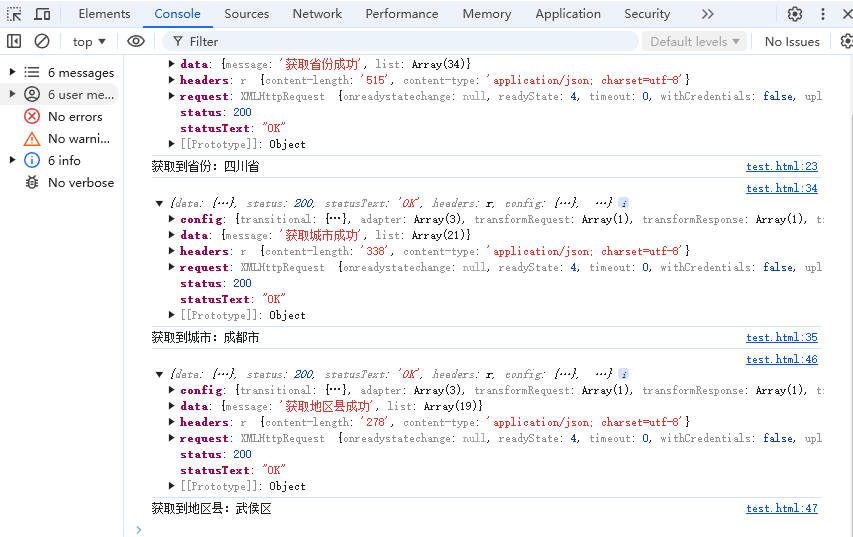 Elements Console Sources Network Performance Memory Application Security
top Filter Default levels No Issues
6 messages
6 user me...
No errors
No warni...
6 info
No verbose
data: {message: '获取省份成功', list: Array(34)}
headers: r {content-length: '515', content-type: 'application/json; charset=utf-8'}
request: XMLHttpRequest {onreadystatechange: null, readyState: 4, timeout: 0, withCredentials: false, upl
status: 200
statusText: "OK"
[[Prototype]]: Object
获取到省份: 四川省 test.html:23
test.html:34
{data: {…}, status: 200, statusText: 'OK', headers: r, config: {…}, …} i
config: {transitional: {…}, adapter: Array(3), transformRequest: Array(1), transformResponse: Array(1), ti
data: {message: '获取城市成功', list: Array(21)}
headers: r {content-length: '338', content-type: 'application/json; charset=utf-8'}
request: XMLHttpRequest {onreadystatechange: null, readyState: 4, timeout: 0, withCredentials: false, upl
status: 200
statusText: "OK"
[[Prototype]]: Object
获取到城市: 成都市 test.html:35
test.html:46
{data: {…}, status: 200, statusText: 'OK', headers: r, config: {…}, …} i
config: {transitional: {…}, adapter: Array(3), transformRequest: Array(1), transformResponse: Array(1), ti
data: {message: '获取地区县成功', list: Array(19)}
headers: r {content-length: '278', content-type: 'application/json; charset=utf-8'}
request: XMLHttpRequest {onreadystatechange: null, readyState: 4, timeout: 0, withCredentials: false, upl
status: 200
statusText: "OK"
[[Prototype]]: Object
获取到地区县: 武侯区 test.html:47